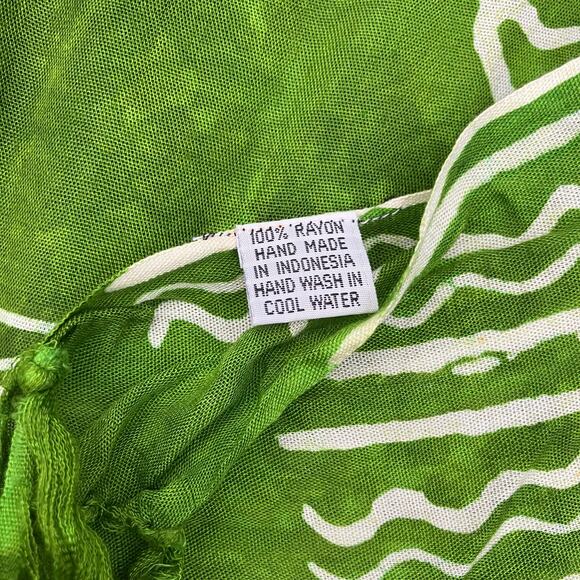 100% RAYON
HAND MADE
IN INDONESIA
HAND WASH IN
COOL WATER